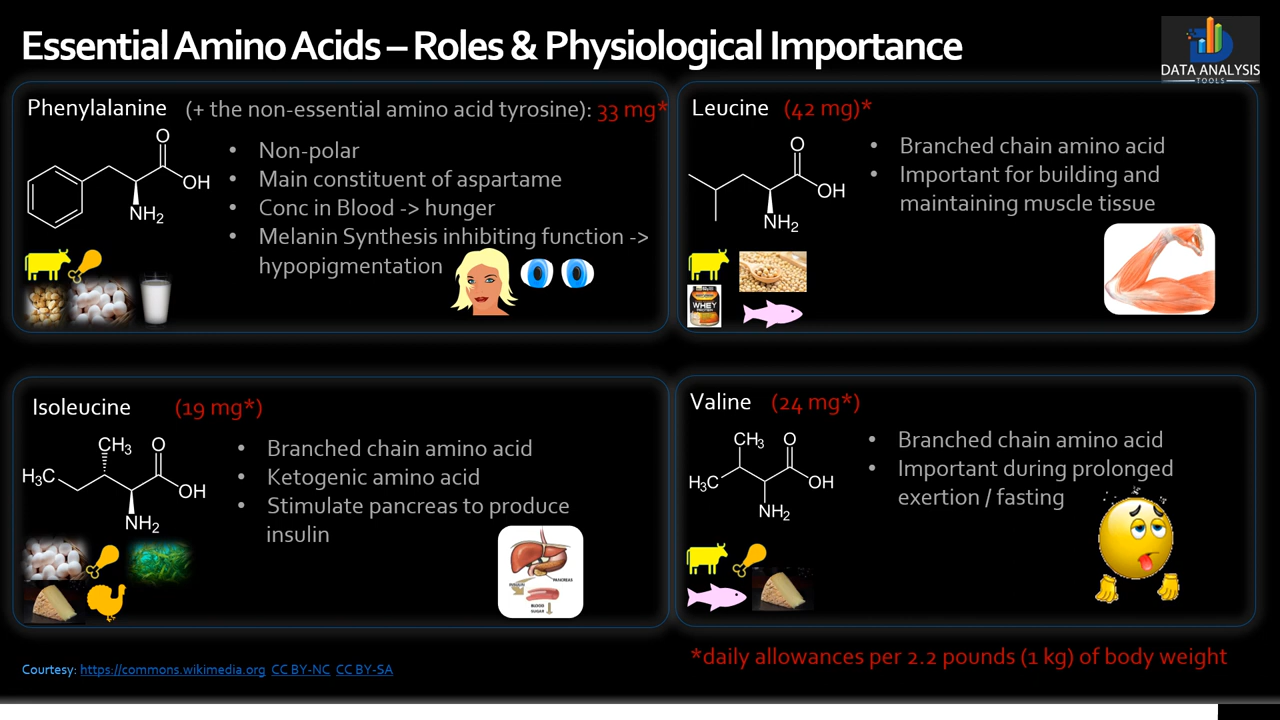 Essential Amino Acids – Roles & Physiological Importance
DATA ANALYSIS
TOOLS
Phenylalanine (+ the non-essential amino acid tyrosine): 33 mg*
O
OH
NH2
• Non-polar
• Main constituent of aspartame
• Conc in Blood -> hunger
• Melanin Synthesis inhibiting function ->
hypopigmentation
Leucine (42 mg)*
O
OH
NH2
• Branched chain amino acid
• Important for building and
maintaining muscle tissue
WHEY
Isoleucine (19 mg*)
CH3 O
H3C
OH
NH2
• Branched chain amino acid
• Ketogenic amino acid
• Stimulate pancreas to produce
insulin
PANCREAS
BLOOD
SUGAR
Valine (24 mg*)
CH3 O
H3C
OH
NH2
• Branched chain amino acid
• Important during prolonged
exertion / fasting
Courtesy: https://commons.wikimedia.org CC BY-NC CC BY-SA
*daily allowances per 2.2 pounds (1 kg) of body weight